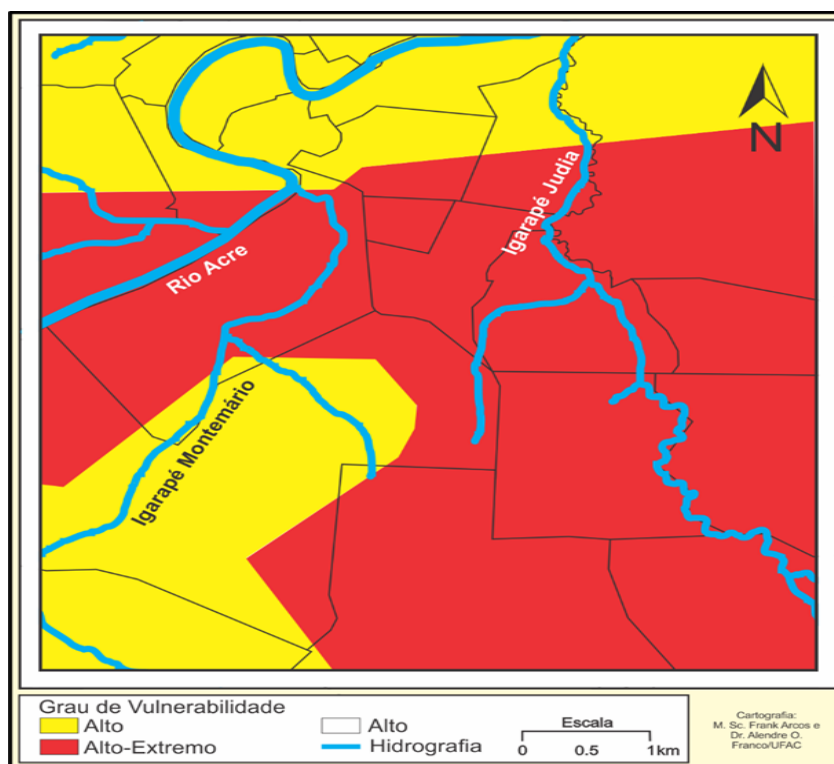 N
Igarapé Judia
Rio Acre
Igarapé Montemário
Grau de Vulnerabilidade
Alto
Alto-Extremo
Alto
Hidrografia
Escala
0 0.5 1km
Cartografia:
M. Sc. Frank Arcos e
Dr. Alendre O.
Franco/UFAC